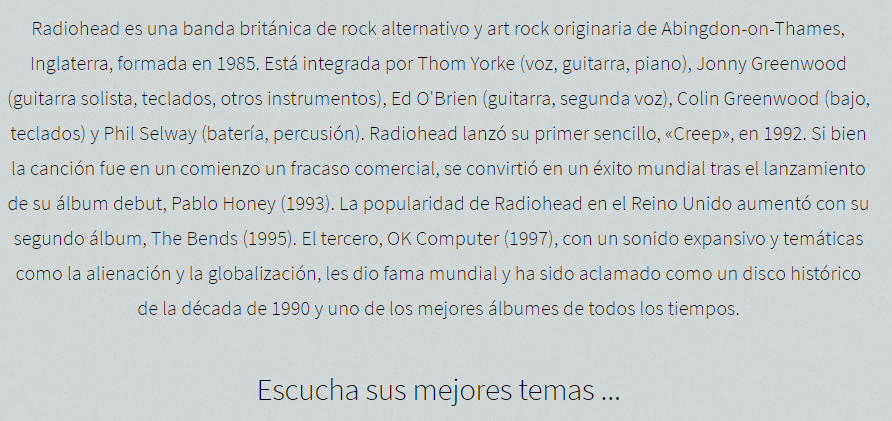 Radiohead es una banda británica de rock alternativo y art rock originaria de Abingdon-on-Thames,
Inglaterra, formada en 1985. Está integrada por Thom Yorke (voz, guitarra, piano), Jonny Greenwood
(guitarra solista, teclados, otros instrumentos), Ed O'Brien (guitarra, segunda voz), Colin Greenwood (bajo,
teclados) y Phil Selway (batería, percusión). Radiohead lanzó su primer sencillo, «Creep», en 1992. Si bien
la canción fue en un comienzo un fracaso comercial, se convirtió en un éxito mundial tras el lanzamiento
de su álbum debut, Pablo Honey (1993). La popularidad de Radiohead en el Reino Unido aumentó con su
segundo álbum, The Bends (1995). El tercero, OK Computer (1997), con un sonido expansivo y temáticas
como la alienación y la globalización, les dio fama mundial y ha sido aclamado como un disco histórico
de la década de 1990 y uno de los mejores álbumes de todos los tiempos.
Escucha sus mejores temas ...